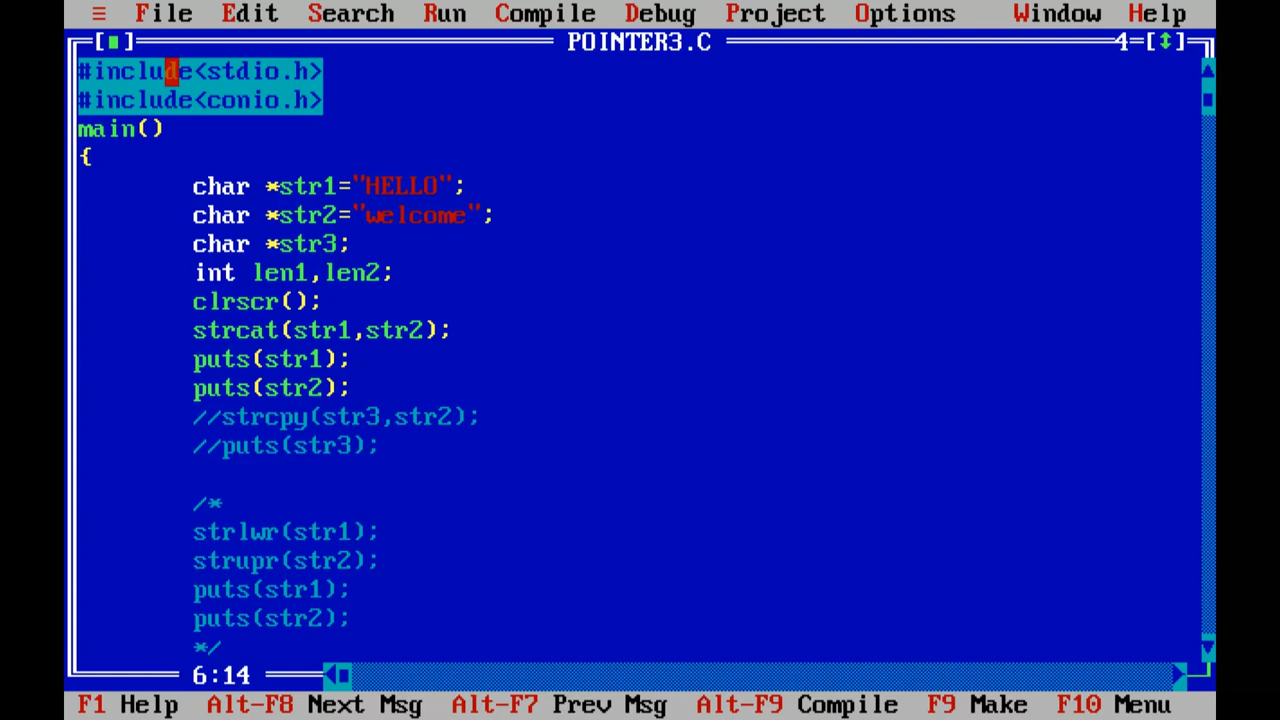 ≡ File Edit Search Run Compile Debug Project Options Window Help
[■] POINTER3.C 4=[↕]
#include<stdio.h>
#include<conio.h>
main()
{
char *str1="HELLO";
char *str2="welcome";
char *str3;
int len1,len2;
clrscr();
strcat(str1,str2);
puts(str1);
puts(str2);
//strcpy(str3,str2);
//puts(str3);
/*
strlwr(str1);
strupr(str2);
puts(str1);
puts(str2);
*/
6:14
F1 Help Alt-F8 Next Msg Alt-F7 Prev Msg Alt-F9 Compile F9 Make F10 Menu